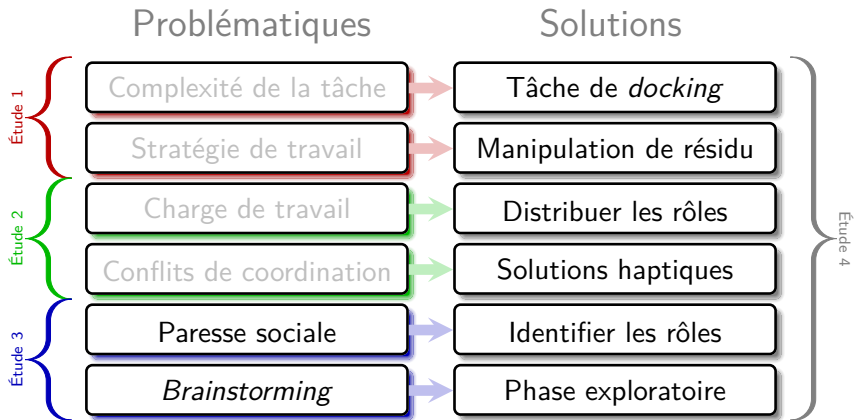 Problématiques
Solutions
Étude 1
Complexité de la tâche
Tâche de docking
Stratégie de travail
Manipulation de résidu
Étude 2
Charge de travail
Distribuer les rôles
Conflits de coordination
Solutions haptiques
Étude 3
Paresse sociale
Identifier les rôles
Brainstorming
Phase exploratoire
Étude 4